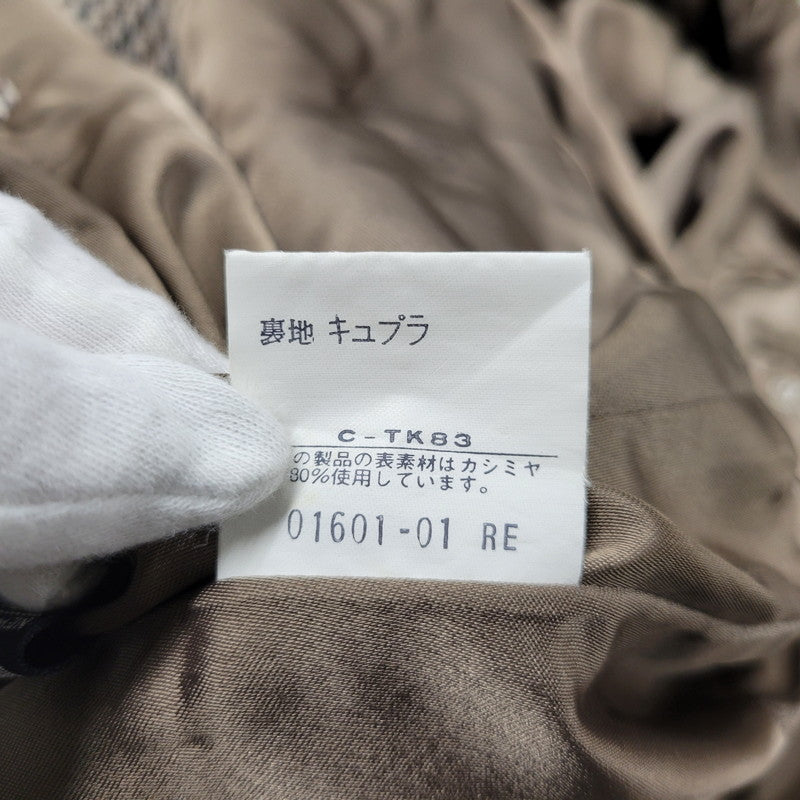 裏地 キュプラ
C-TK83
の製品の表素材はカシミヤ
80%使用しています。
01601-01 RE